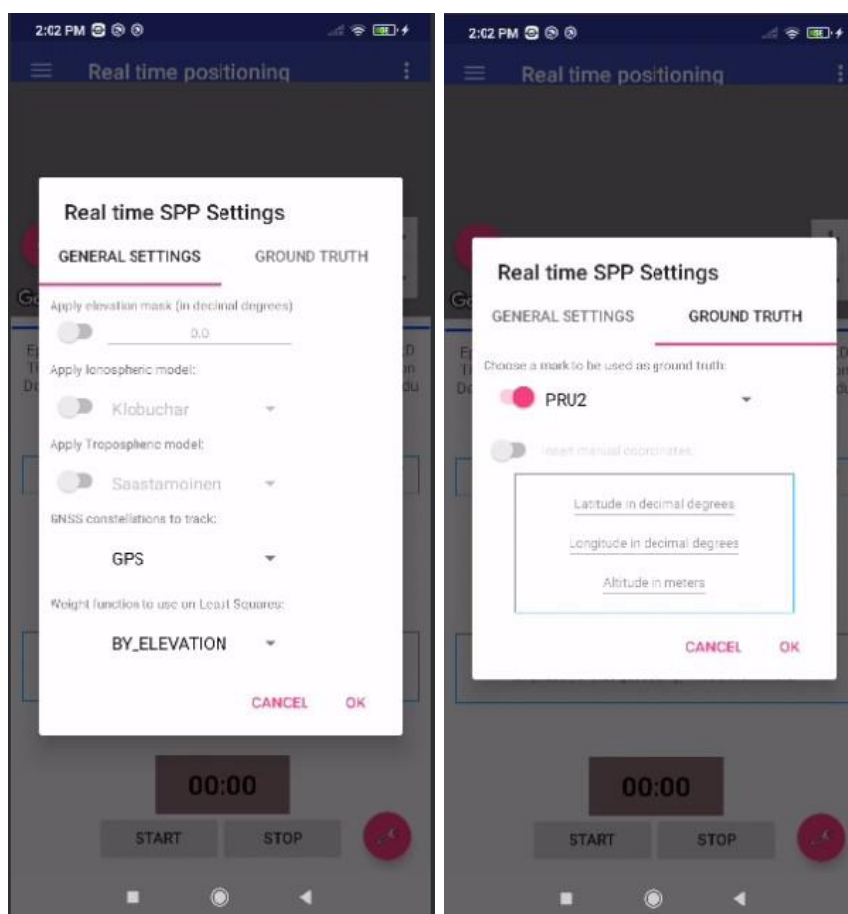 2:02 PM
Real time positioning
Real time SPP Settings
GENERAL SETTINGS
GROUND TRUTH
Apply elevation mask (in decimal degrees)
0.0
Apply Ionospheric model:
Klobuchar
Apply Tropospheric model:
Saastamoinen
GNSS constellations to track:
GPS
Weight function to use on Least Squares:
BY_ELEVATION
CANCEL OK
00:00
START STOP
2:02 PM
Real time positioning
Real time SPP Settings
GENERAL SETTINGS
GROUND TRUTH
Choose a mark to be used as ground truth:
PRU2
Insert manual coordinates:
Latitude in decimal degrees
Longitude in decimal degrees
Altitude in meters
CANCEL OK
00:00
START STOP